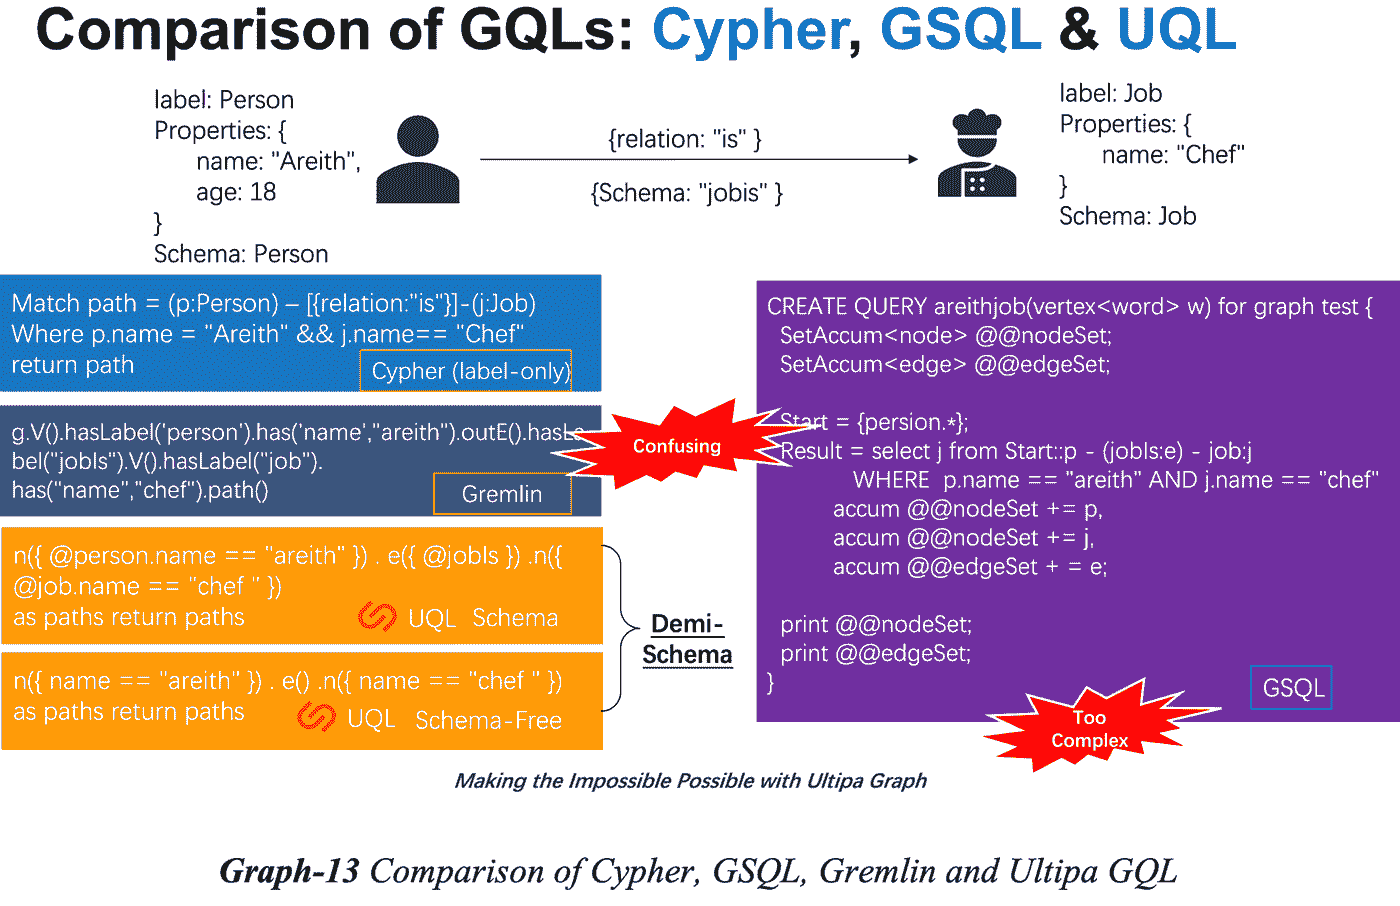 Comparison of GQLs: Cypher, GSQL & UQL
label: Person
Properties: {
name: "Areith",
age: 18
}
Schema: Person
{relation: "is" }
{Schema: "jobis" }
label: Job
Properties: {
name: "Chef"
}
Schema: Job
Match path = (p:Person) – [{relation:"is"}]-(j:Job)
Where p.name = "Areith" && j.name== "Chef"
return path
Cypher (label-only)
g.V().hasLabel('person').has('name',"areith").outE().hasLa
bel("jobIs").V().hasLabel("job").
has("name","chef").path()
Gremlin
Confusing
n({ @person.name == "areith" }) . e({ @jobIs }) .n({
@job.name == "chef " })
as paths return paths
UQL Schema
n({ name == "areith" }) . e() .n({ name == "chef " })
as paths return paths
UQL Schema-Free
Demi-
Schema
CREATE QUERY areithjob(vertex<word> w) for graph test {
SetAccum<node> @@nodeSet;
SetAccum<edge> @@edgeSet;
Start = {persion.*};
Result = select j from Start::p - (jobIs:e) - job:j
WHERE p.name == "areith" AND j.name == "chef"
accum @@nodeSet += p,
accum @@nodeSet += j,
accum @@edgeSet + = e;
print @@nodeSet;
print @@edgeSet;
}
GSQL
Too
Complex
Making the Impossible Possible with Ultipa Graph
Graph-13 Comparison of Cypher, GSQL, Gremlin and Ultipa GQL